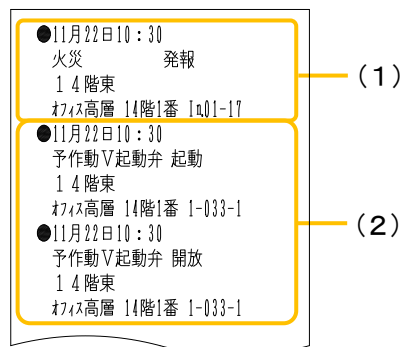 ●11月22日10:30
火災 発報
14階東
オフィス高層 14階1番 In01-17
●11月22日10:30
予作動V起動弁 起動
14階東
オフィス高層 14階1番 1-033-1
●11月22日10:30
予作動V起動弁 開放
14階東
オフィス高層 14階1番 1-033-1
(1)
(2)